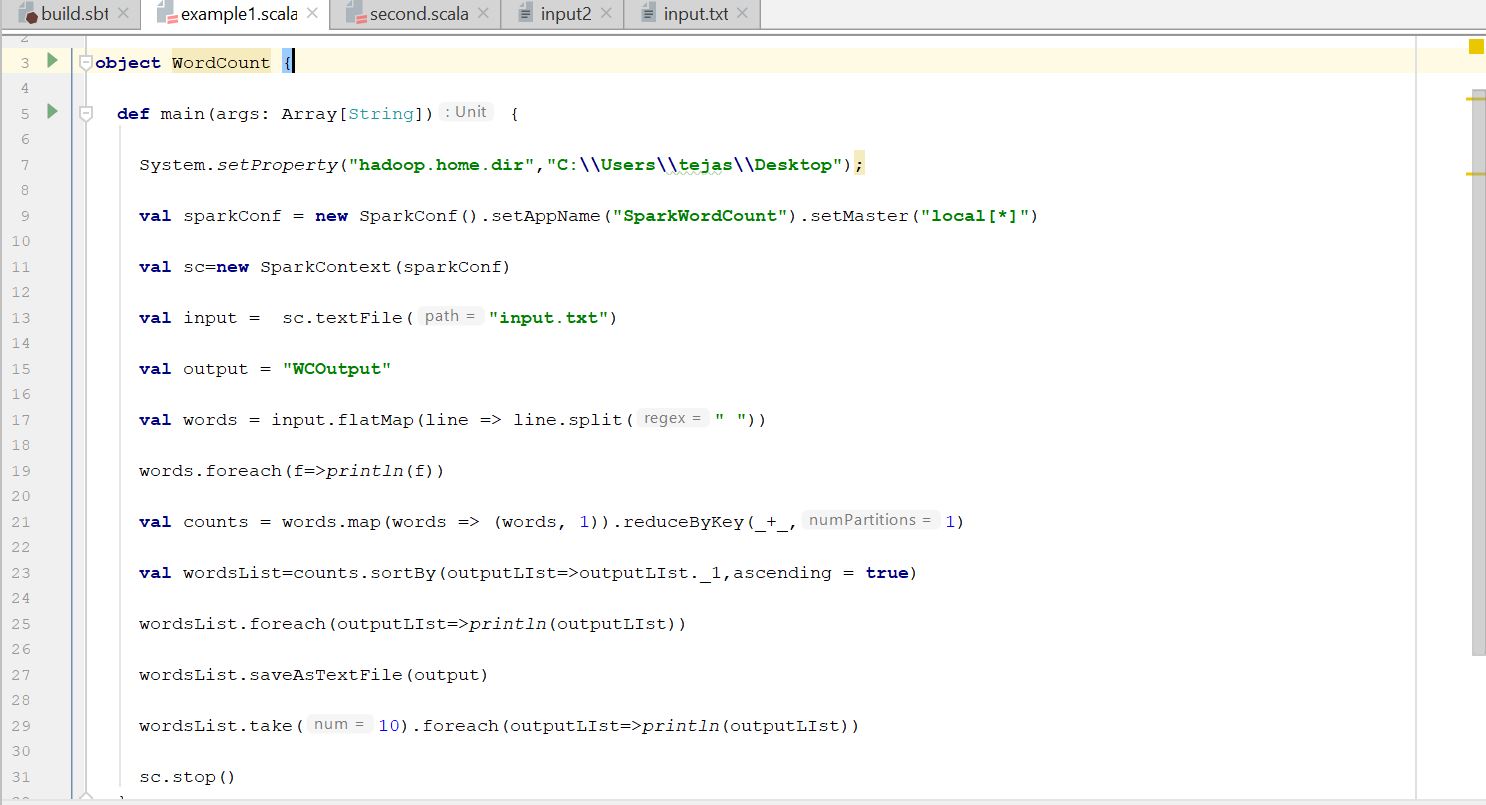 build.sbt example1.scala second.scala input2 input.txt
2
3 object WordCount {
4
5 def main(args: Array[String]) : Unit {
6
7 System.setProperty("hadoop.home.dir","C:\\Users\\tejas\\Desktop");
8
9 val sparkConf = new SparkConf().setAppName("SparkWordCount").setMaster("local[*]")
10
11 val sc=new SparkContext(sparkConf)
12
13 val input =  sc.textFile( path = "input.txt")
14
15 val output = "WCOutput"
16
17 val words = input.flatMap(line => line.split( regex = " "))
18
19 words.foreach(f=>println(f))
20
21 val counts = words.map(words => (words, 1)).reduceByKey(_+_, numPartitions = 1)
22
23 val wordsList=counts.sortBy(outputLIst=>outputLIst._1,ascending = true)
24
25 wordsList.foreach(outputLIst=>println(outputLIst))
26
27 wordsList.saveAsTextFile(output)
28
29 wordsList.take( num = 10).foreach(outputLIst=>println(outputLIst))
30
31 sc.stop()